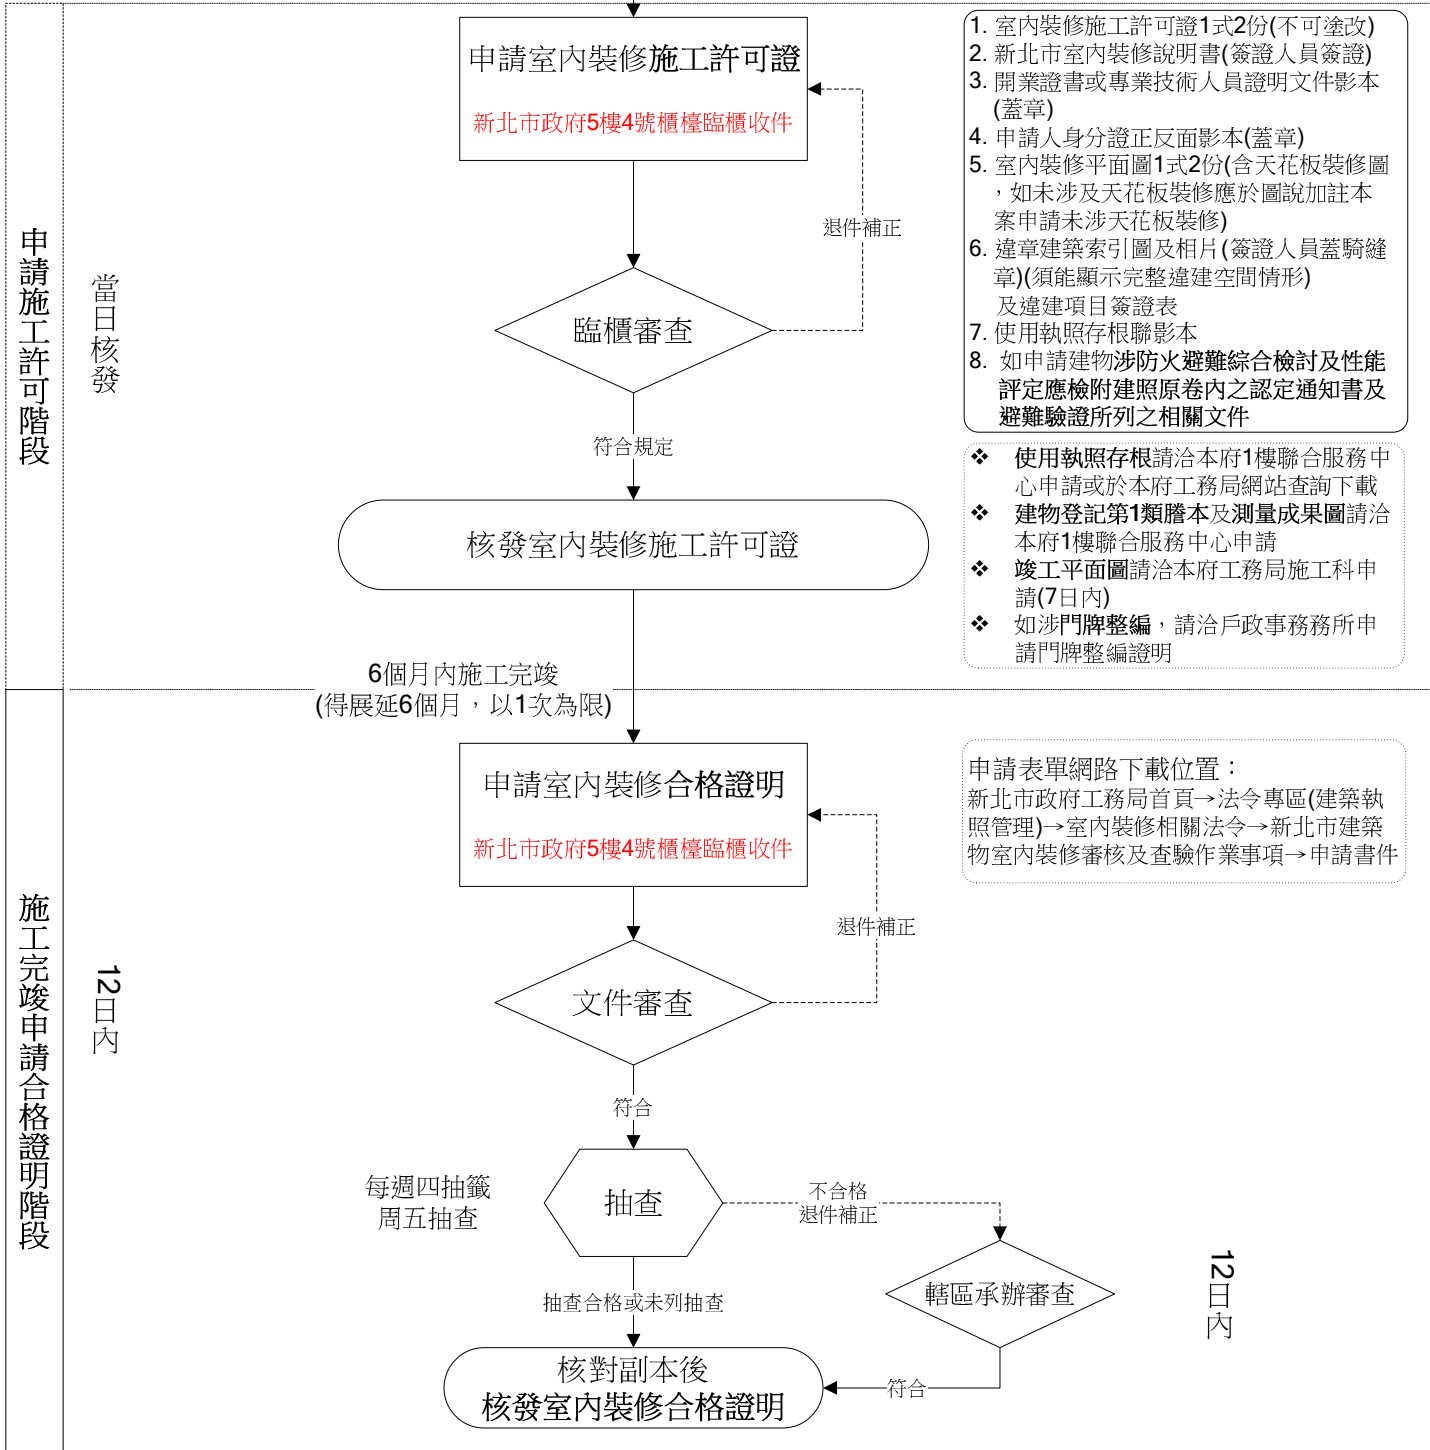 申請施工許可階段
當日核發
申請室內裝修施工許可證
新北市政府5樓4號櫃檯臨櫃收件
退件補正
臨櫃審查
符合規定
核發室內裝修施工許可證
1. 室內裝修施工許可證1式2份(不可塗改)
2. 新北市室內裝修說明書(簽證人員簽證)
3. 開業證書或專業技術人員證明文件影本
(蓋章)
4. 申請人身分證正反面影本(蓋章)
5. 室內裝修平面圖1式2份(含天花板裝修圖
，如未涉及天花板裝修應於圖說加註本
案申請未涉天花板裝修)
6. 違章建築索引圖及相片(簽證人員蓋騎縫
章)(須能顯示完整違建空間情形)
及違建項目簽證表
7. 使用執照存根聯影本
8. 如申請建物涉防火避難綜合檢討及性能
評定應檢附建照原卷內之認定通知書及
避難驗證所列之相關文件
❖ 使用執照存根請洽本府1樓聯合服務中
心申請或於本府工務局網站查詢下載
❖ 建物登記第1類謄本及測量成果圖請洽
本府1樓聯合服務中心申請
❖ 竣工平面圖請洽本府工務局施工科申
請(7日內)
❖ 如涉門牌整編，請洽戶政事務務所申
請門牌整編證明
6個月內施工完竣
(得展延6個月，以1次為限)
施工完竣申請合格證明階段
12日內
申請室內裝修合格證明
新北市政府5樓4號櫃檯臨櫃收件
退件補正
文件審查
符合
申請表單網路下載位置：
新北市政府工務局首頁→法令專區(建築執
照管理)→室內裝修相關法令→新北市建築
物室內裝修審核及查驗作業事項→申請書件
每週四抽籤
周五抽查
抽查
不合格
退件補正
抽查合格或未列抽查
轄區承辦審查
12日內
符合
核對副本後
核發室內裝修合格證明